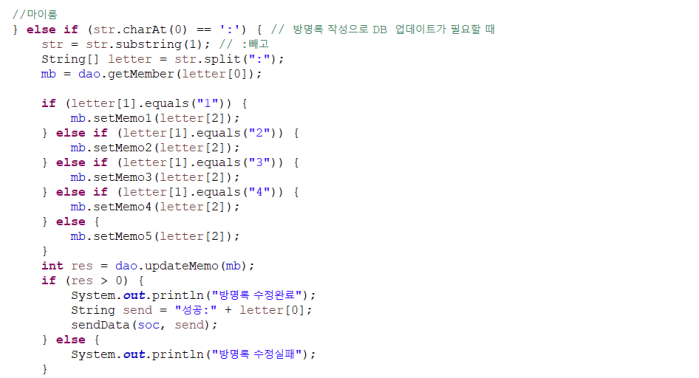 //마이룸
} else if (str.charAt(0) == ':') { // 방명록 작성으로 DB 업데이트가 필요할 때
str = str.substring(1); // :빼고
String[] letter = str.split(":");
mb = dao.getMember(letter[0]);
if (letter[1].equals("1")) {
mb.setMemo1(letter[2]);
} else if (letter[1].equals("2")) {
mb.setMemo2(letter[2]);
} else if (letter[1].equals("3")) {
mb.setMemo3(letter[2]);
} else if (letter[1].equals("4")) {
mb.setMemo4(letter[2]);
} else {
mb.setMemo5(letter[2]);
}
int res = dao.updateMemo(mb);
if (res > 0) {
System.out.println("방명록 수정완료");
String send = "성공:" + letter[0];
sendData(soc, send);
} else {
System.out.println("방명록 수정실패");
}